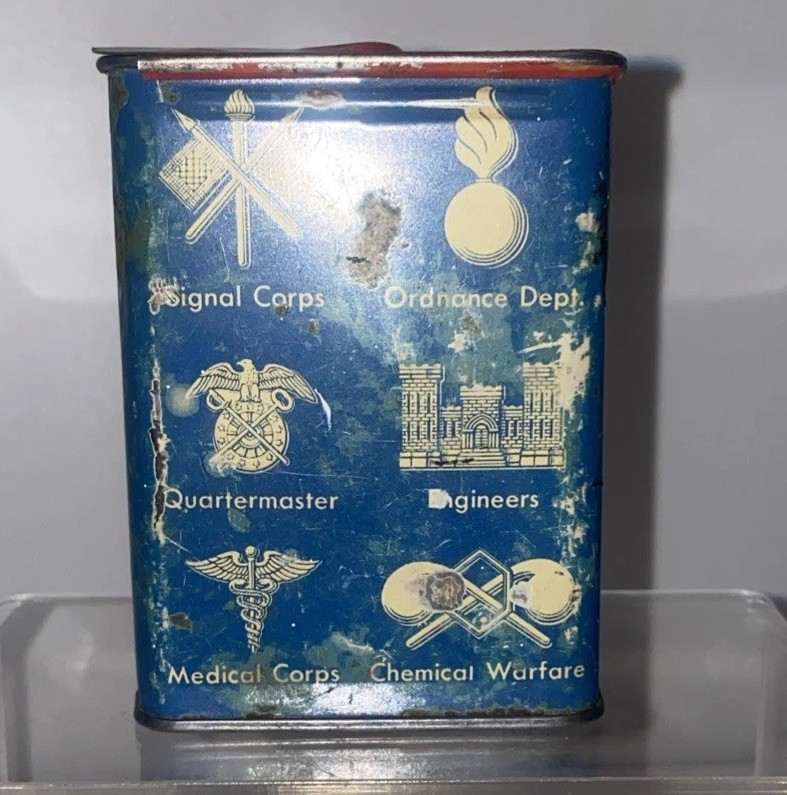 Signal Corps Ordnance Dept.
Quartermaster Engineers
Medical Corps Chemical Warfare